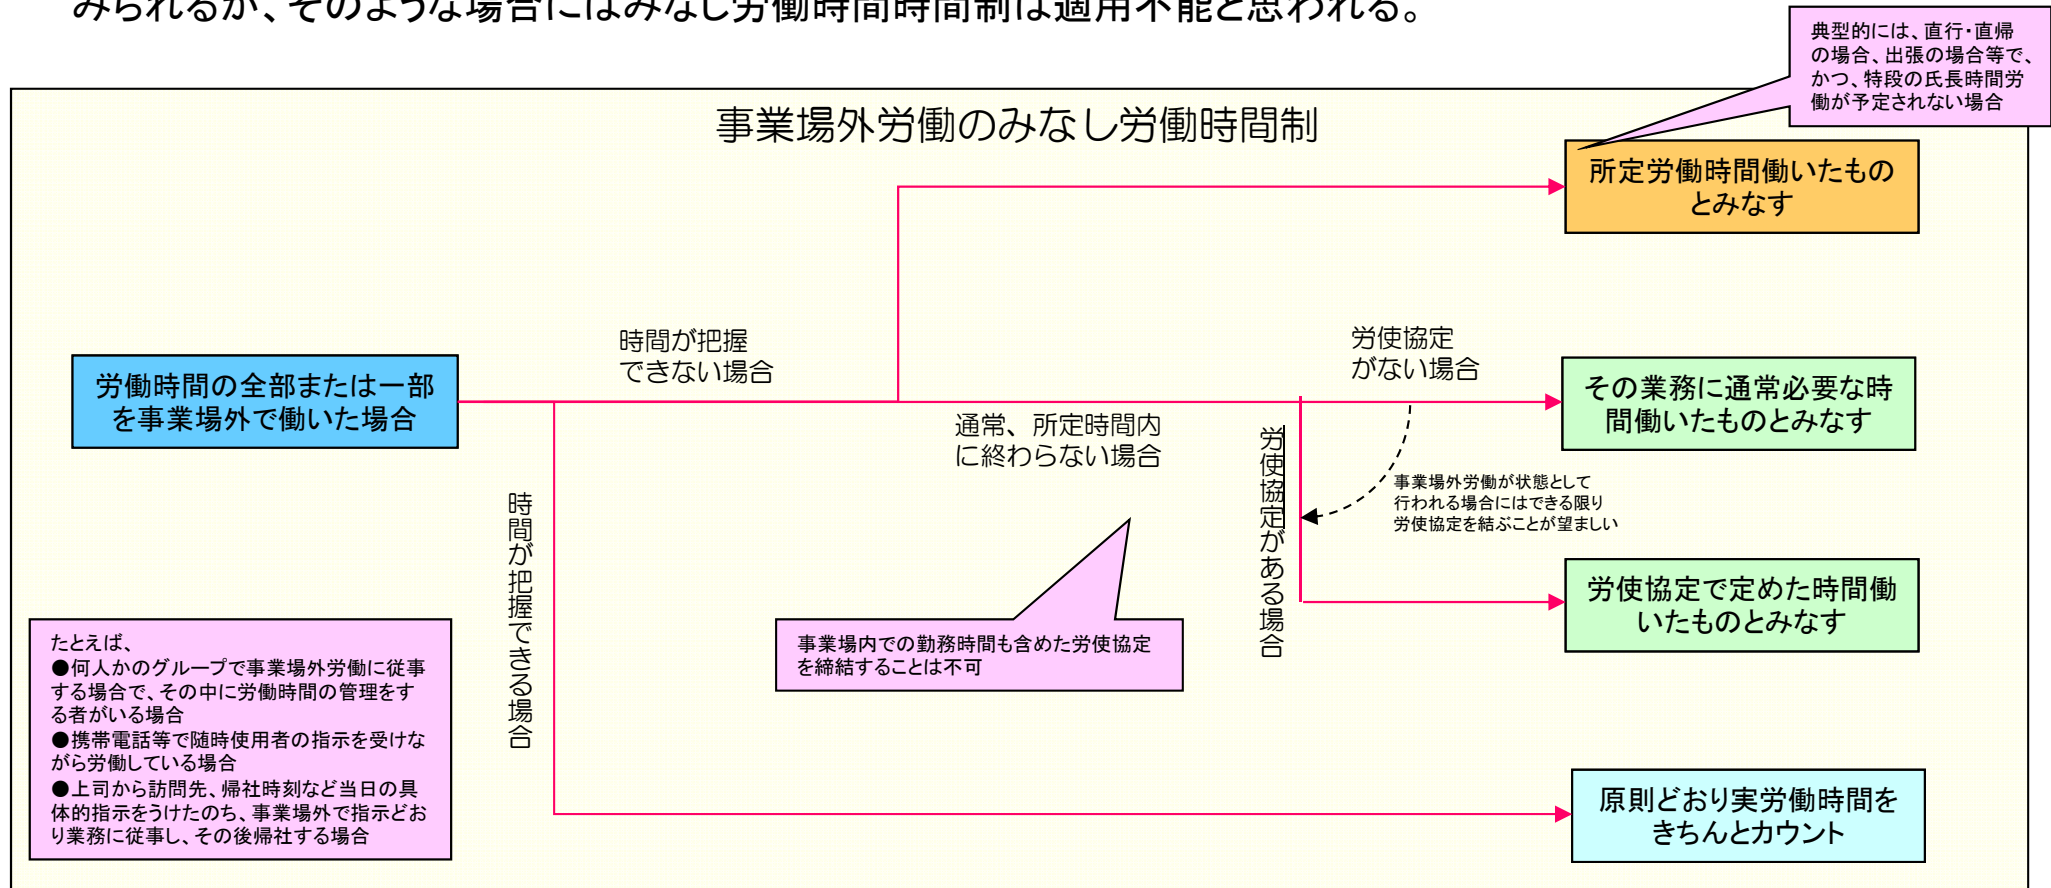 みられるが、そのような場合にはみなし労働時間時間制は適用不能と思われる。
典型的には、直行・直帰
の場合、出張の場合等で、
かつ、特段の氏長時間労
働が予定されない場合
事業場外労働のみなし労働時間制
所定労働時間働いたもの
とみなす
時間が把握
できない場合
労使協定
がない場合
労働時間の全部または一部
を事業場外で働いた場合
その業務に通常必要な時
間働いたものとみなす
通常、所定時間内
に終わらない場合
労使協定がある場合
事業場外労働が状態として
行われる場合にはできる限り
労使協定を結ぶことが望ましい
時間が把握できる場合
労使協定で定めた時間働
いたものとみなす
事業場内での勤務時間も含めた労使協定
を締結することは不可
たとえば、
●何人かのグループで事業場外労働に従事
する場合で、その中に労働時間の管理をす
る者がいる場合
●携帯電話等で随時使用者の指示を受けな
がら労働している場合
●上司から訪問先、帰社時刻など当日の具
体的指示をうけたのち、事業場外で指示どお
り業務に従事し、その後帰社する場合
原則どおり実労働時間を
きちんとカウント